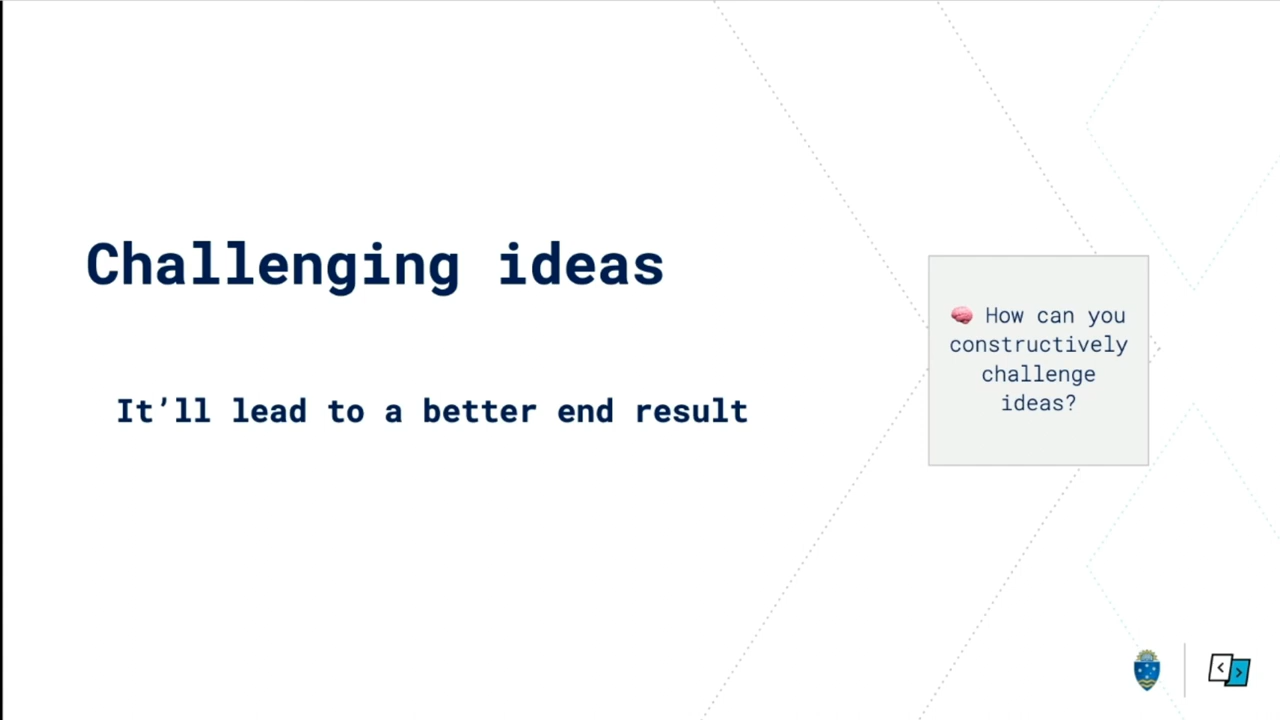 Challenging ideas
It’ll lead to a better end result
🧠 How can you
constructively
challenge
ideas?